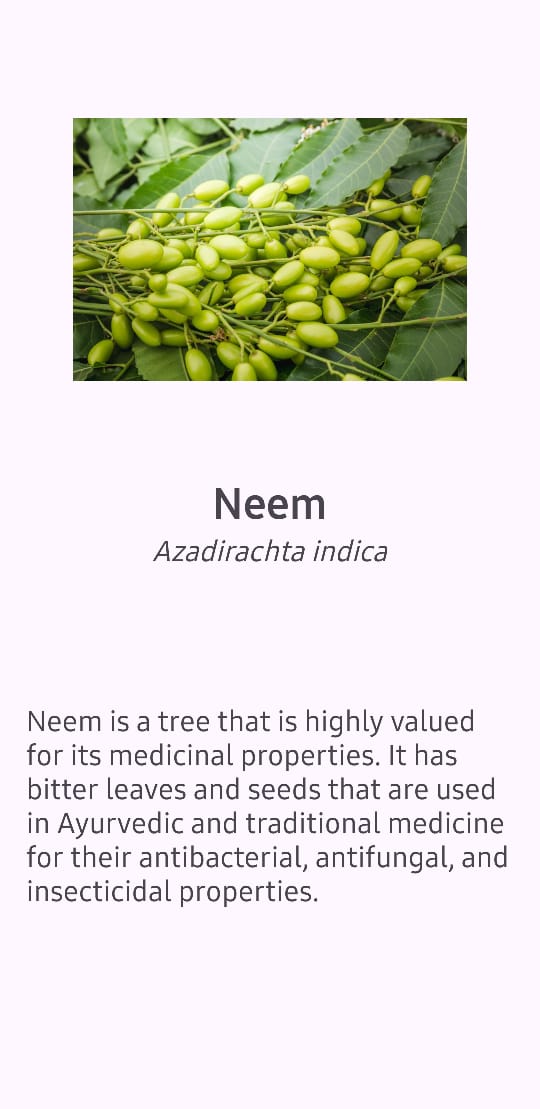 Neem
Azadirachta indica
Neem is a tree that is highly valued
for its medicinal properties. It has
bitter leaves and seeds that are used
in Ayurvedic and traditional medicine
for their antibacterial, antifungal, and
insecticidal properties.